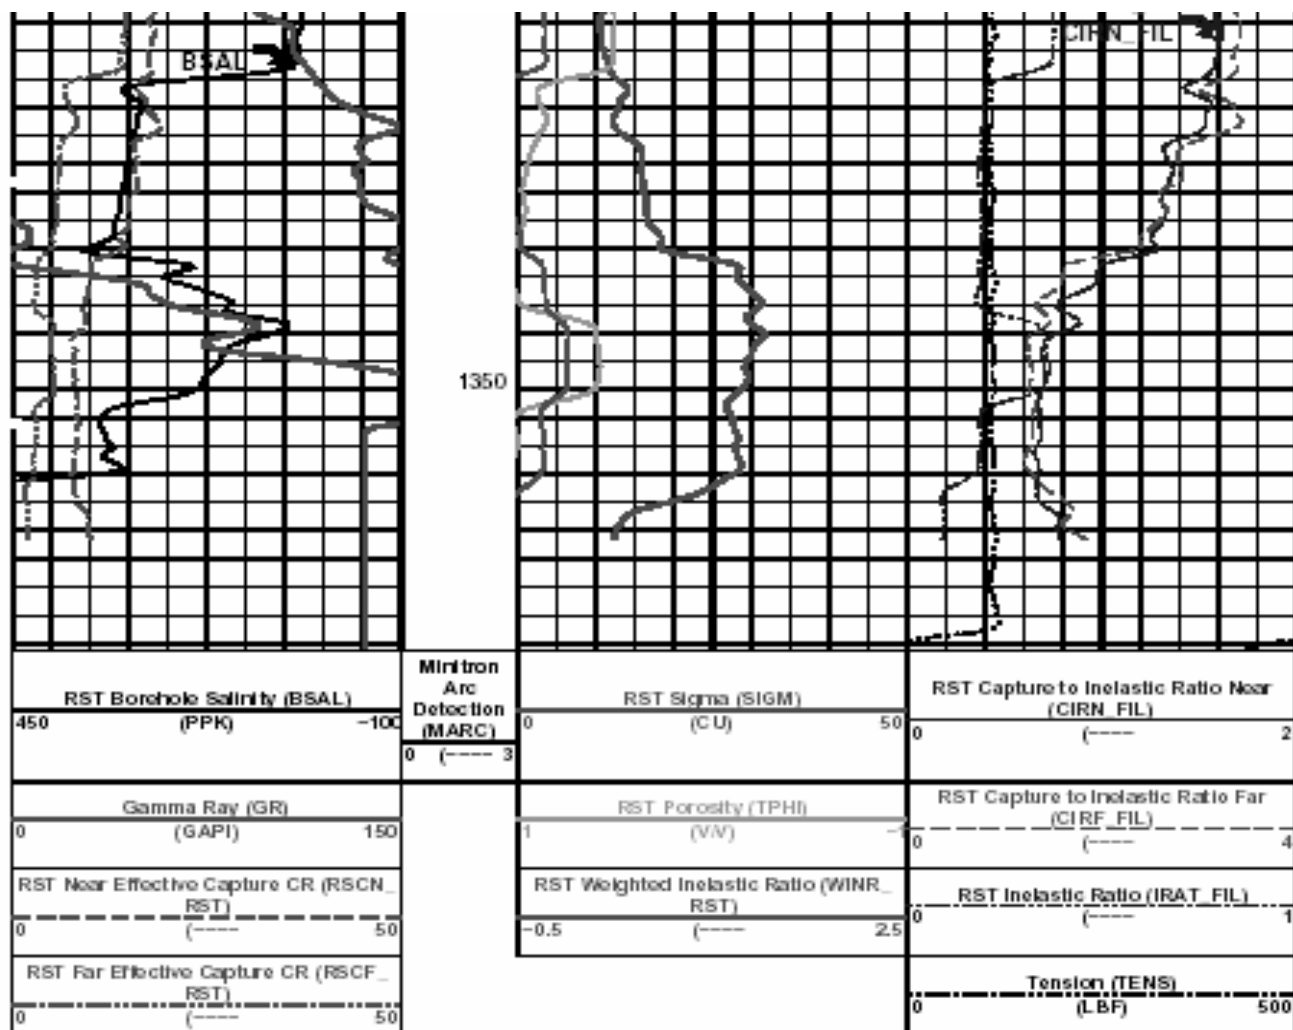 BSAL
CIRN_FIL
1350
RST Borehole Salinity (BSAL)
450 (PPK) -100
Minitron
Arc
Detection
(MARC)
0 (---- 3
RST Sigma (SIGM)
0 (CU) 50
RST Capture to Inelastic Ratio Near
(CIRN_FIL)
0 (---- 2
Gamma Ray (GR)
0 (GAPI) 150
RST Porosity (TPHI)
1 (V/V) -1
RST Capture to Inelastic Ratio Far
(CIRF_FIL)
0 (---- 4
RST Near Effective Capture CR (RSCN_
RST)
0 (---- 50
RST Weighted Inelastic Ratio (WINR_
RST)
-0.5 (---- 2.5
RST Inelastic Ratio (IRAT_FIL)
0 (---- 1
RST Far Effective Capture CR (RSCF_
RST)
0 (---- 50
Tension (TENS)
0 (LBF) 500